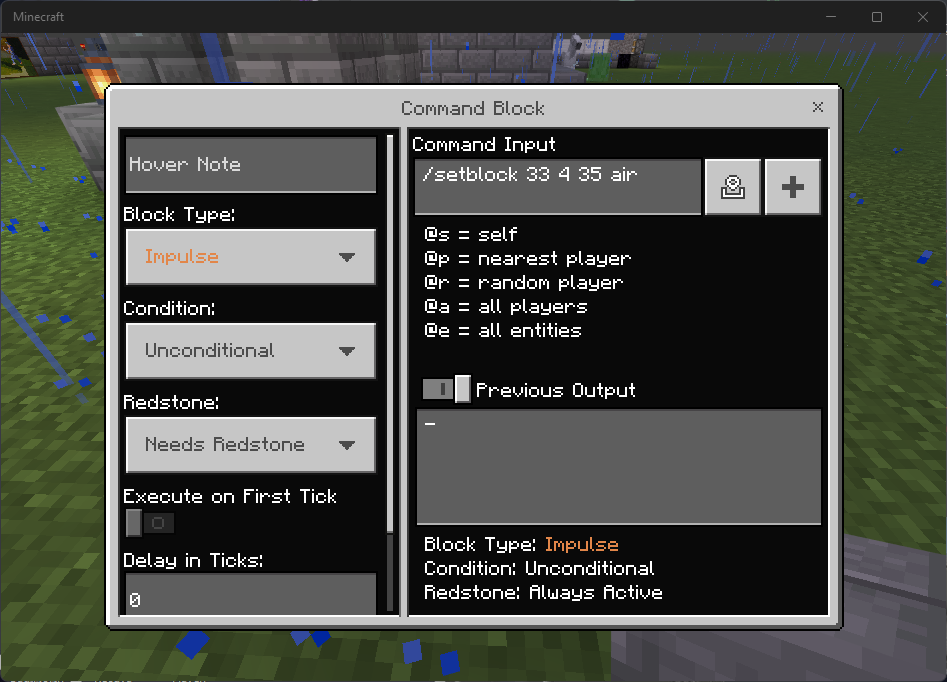 Minecraft
Command Block
Hover Note
Block Type:
Impulse
Condition:
Unconditional
Redstone:
Needs Redstone
Execute on First Tick
Delay in Ticks:
0
Command Input
/setblock 33 4 35 air
@s = self
@p = nearest player
@r = random player
@a = all players
@e = all entities
Previous Output
-
Block Type: Impulse
Condition: Unconditional
Redstone: Always Active